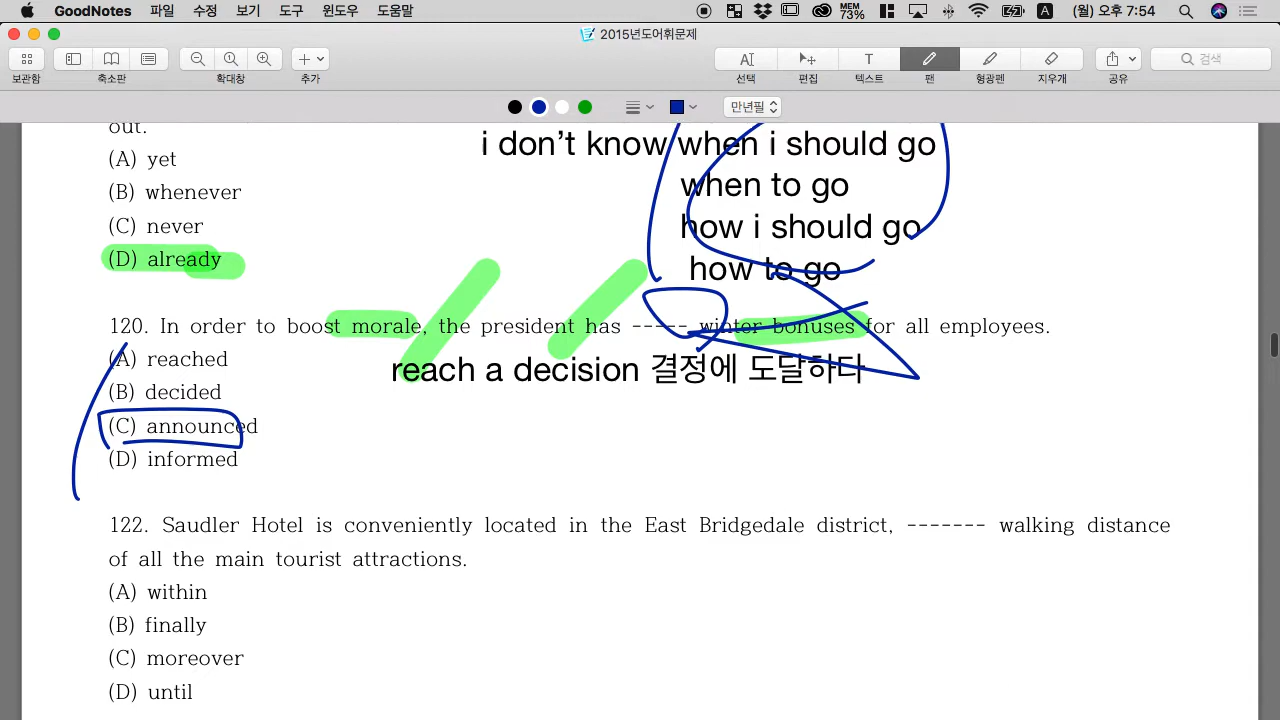 GoodNotes 파일 수정 보기 도구 윈도우 도움말 MEM 73% A (월) 오후 7:54
2015년도어휘문제
보관함 축소판 확대창 추가 선택 편집 텍스트 펜 형광펜 지우개 공유 검색
만년필
out.
(A) yet
(B) whenever
(C) never
(D) already
i don't know when i should go
when to go
how i should go
how to go
120. In order to boost morale, the president has ----- winter bonuses for all employees.
(A) reached
(B) decided
(C) announced
(D) informed
reach a decision 결정에 도달하다
122. Saudler Hotel is conveniently located in the East Bridgedale district, ------- walking distance
of all the main tourist attractions.
(A) within
(B) finally
(C) moreover
(D) until